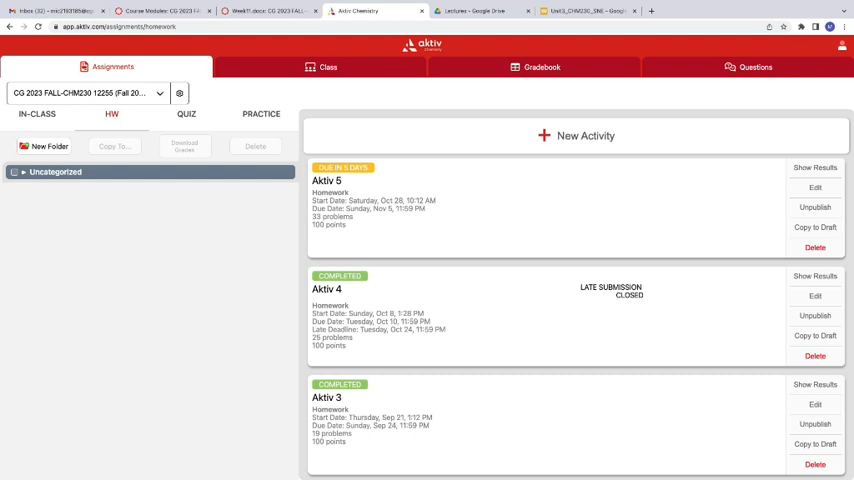 Inbox (32) - mic2193185@ep
Course Modules: CG 2023 FA
Week11.docx: CG 2023 FALL-
Aktiv Chemistry
Lectures - Google Drive
Unit3_CHM230_SNE - Google
app.aktiv.com/assignments/homework
aktiv
chemistry
Assignments
Class
Gradebook
Questions
CG 2023 FALL-CHM230 12255 (Fall 20...
IN-CLASS
HW
QUIZ
PRACTICE
New Folder
Copy To...
Download
Grades
Delete
Uncategorized
New Activity
DUE IN 5 DAYS
Aktiv 5
Homework
Start Date: Saturday, Oct 28, 10:12 AM
Due Date: Sunday, Nov 5, 11:59 PM
33 problems
100 points
Show Results
Edit
Unpublish
Copy to Draft
Delete
COMPLETED
Aktiv 4
Homework
Start Date: Sunday, Oct 8, 1:28 PM
Due Date: Tuesday, Oct 10, 11:59 PM
Late Deadline: Tuesday, Oct 24, 11:59 PM
25 problems
100 points
LATE SUBMISSION
CLOSED
Show Results
Edit
Unpublish
Copy to Draft
Delete
COMPLETED
Aktiv 3
Homework
Start Date: Thursday, Sep 21, 1:12 PM
Due Date: Sunday, Sep 24, 11:59 PM
19 problems
100 points
Show Results
Edit
Unpublish
Copy to Draft
Delete